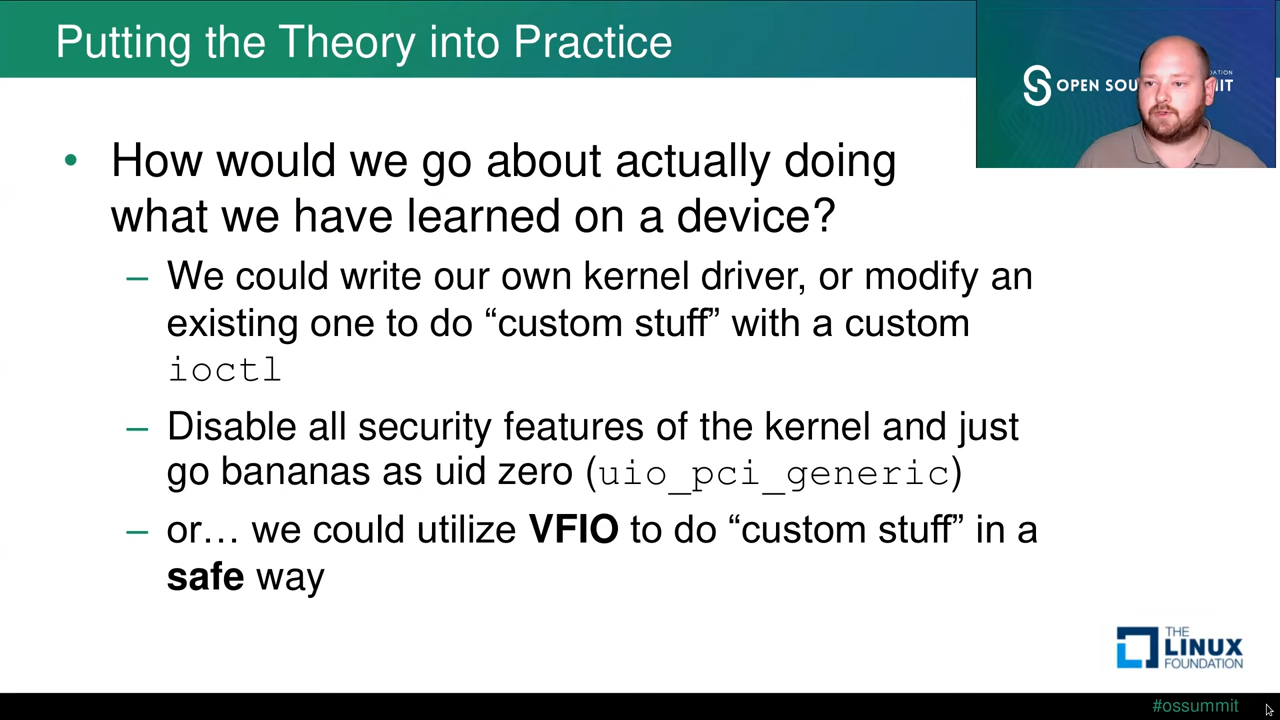 Putting the Theory into Practice
OPEN SOU
ATION
IT
• How would we go about actually doing
what we have learned on a device?
– We could write our own kernel driver, or modify an
existing one to do “custom stuff” with a custom
ioctl
– Disable all security features of the kernel and just
go bananas as uid zero (uio_pci_generic)
– or… we could utilize VFIO to do “custom stuff” in a
safe way
THE
LINUX
FOUNDATION
#ossummit